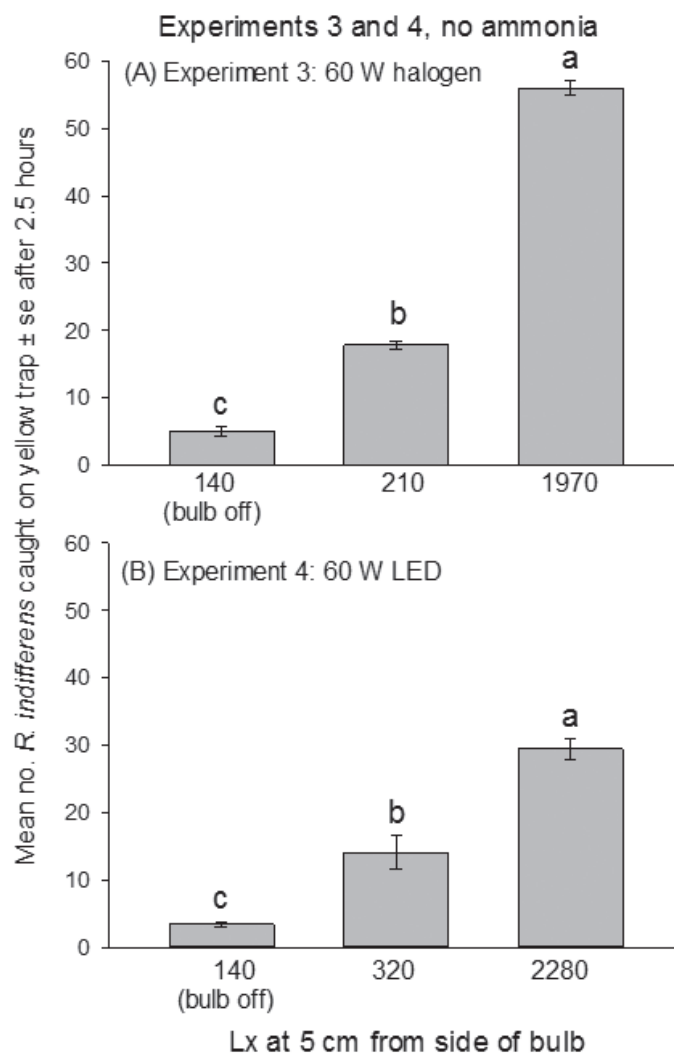 Experiments 3 and 4, no ammonia
Mean no. R. indifferens caught on yellow trap ± se after 2.5 hours
(A) Experiment 3: 60 W halogen
60
50
40
30
20
10
0
c
b
a
140
210
1970
(bulb off)
(B) Experiment 4: 60 W LED
60
50
40
30
20
10
0
c
b
a
140
320
2280
(bulb off)
Lx at 5 cm from side of bulb